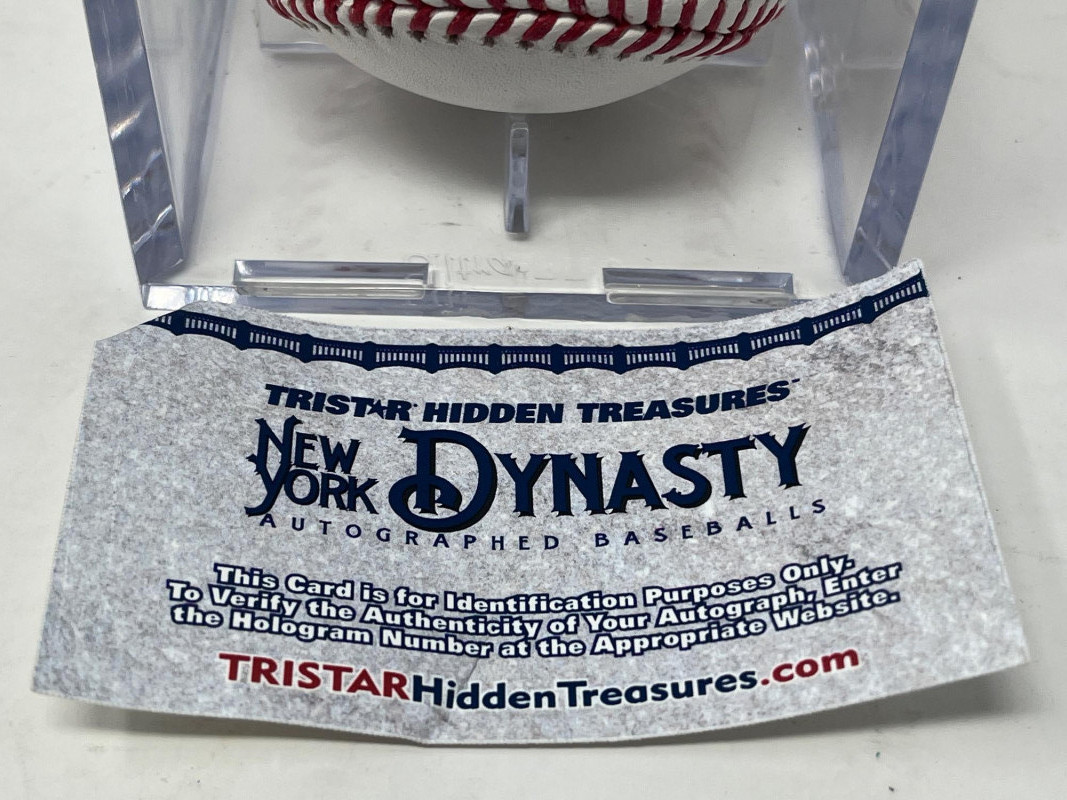 TRISTAR HIDDEN TREASURES™
NEW YORK DYNASTY
AUTOGRAPHED BASEBALLS
This Card is for Identification Purposes Only.
To Verify the Authenticity of Your Autograph, Enter
the Hologram Number at the Appropriate Website.
TRISTARHiddenTreasures.com